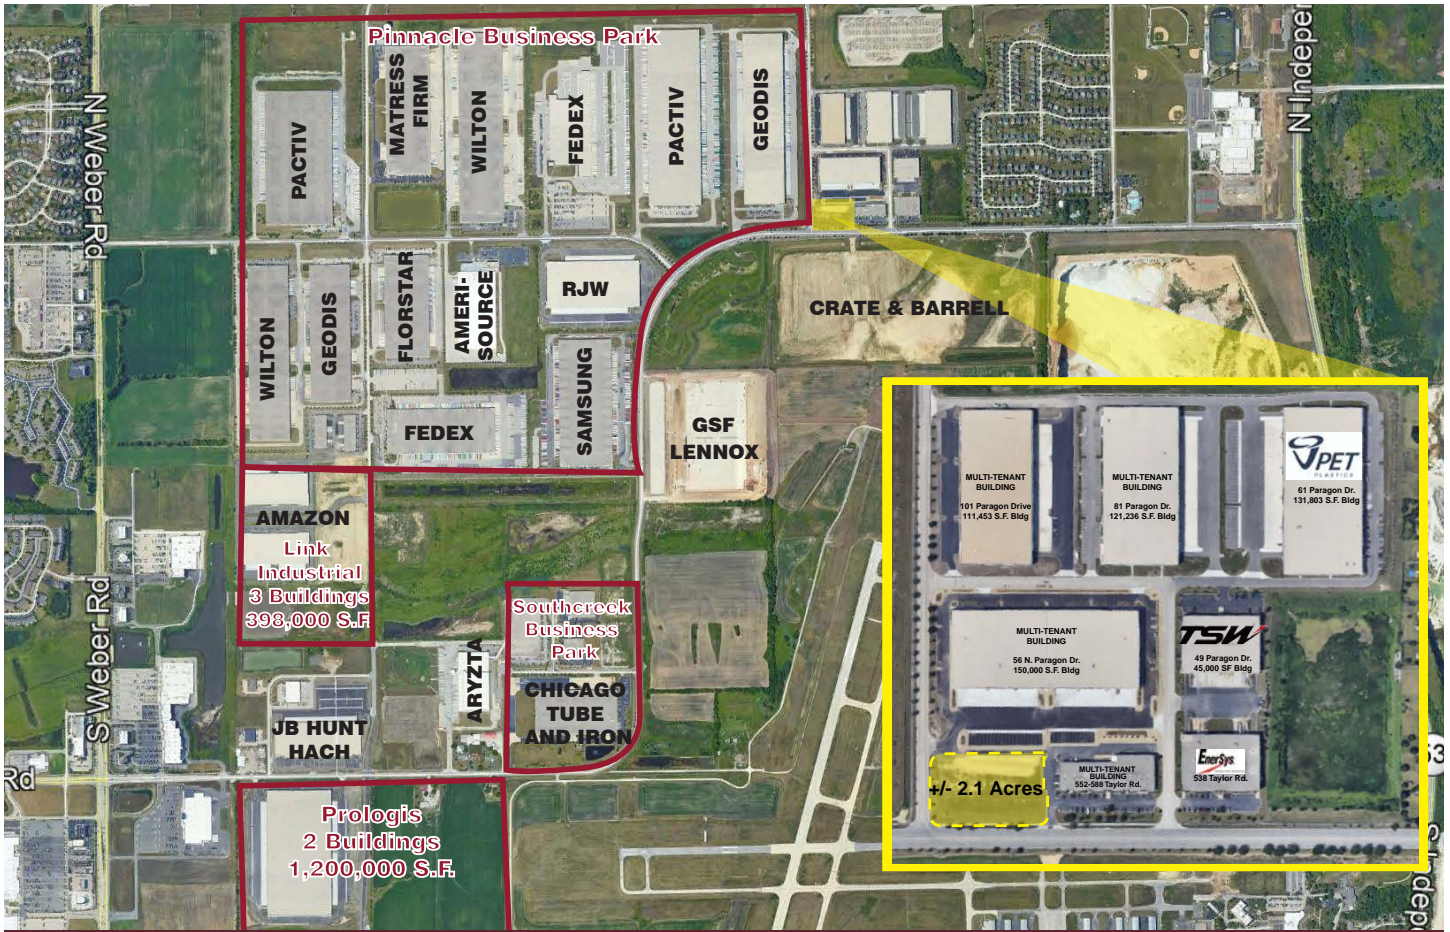 Pinnacle Business Park
N Weber Rd
N Indepen
PACTIV
MATRESS
FIRM
WILTON
FEDEX
PACTIV
GEODIS
WILTON
GEODIS
FLORSTAR
AMERI-
SOURCE
RJW
SAMSUNG
FEDEX
CRATE & BARRELL
GSF
LENNOX
AMAZON
Link
Industrial
3 Buildings
398,000 S.F.
Southcreek
Business
Park
CHICAGO
TUBE
AND IRON
ARYZTA
JB HUNT
HACH
S Weber Rd
Rd
Prologis
2 Buildings
1,200,000 S.F.
MULTI-TENANT
BUILDING
101 Paragon Drive
111,453 S.F. Bldg
MULTI-TENANT
BUILDING
81 Paragon Dr.
121,236 S.F. Bldg
VPET
PLASTICS
61 Paragon Dr.
131,803 S.F. Bldg
MULTI-TENANT
BUILDING
56 N. Paragon Dr.
150,000 S.F. Bldg
TSW
49 Paragon Dr.
45,000 SF Bldg
+/- 2.1 Acres
MULTI-TENANT
BUILDING
552-588 Taylor Rd.
EnerSys
538 Taylor Rd.
53
S Indepe